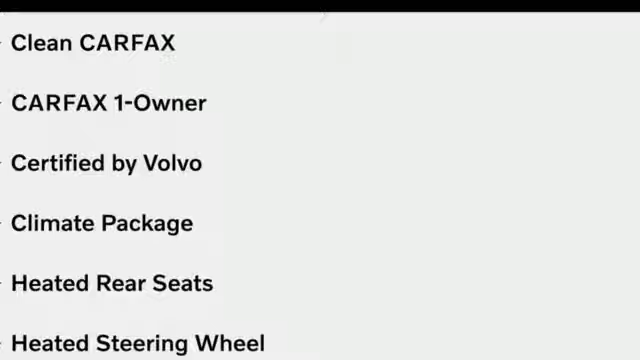 Clean CARFAX
CARFAX 1-Owner
Certified by Volvo
Climate Package
Heated Rear Seats
Heated Steering Wheel